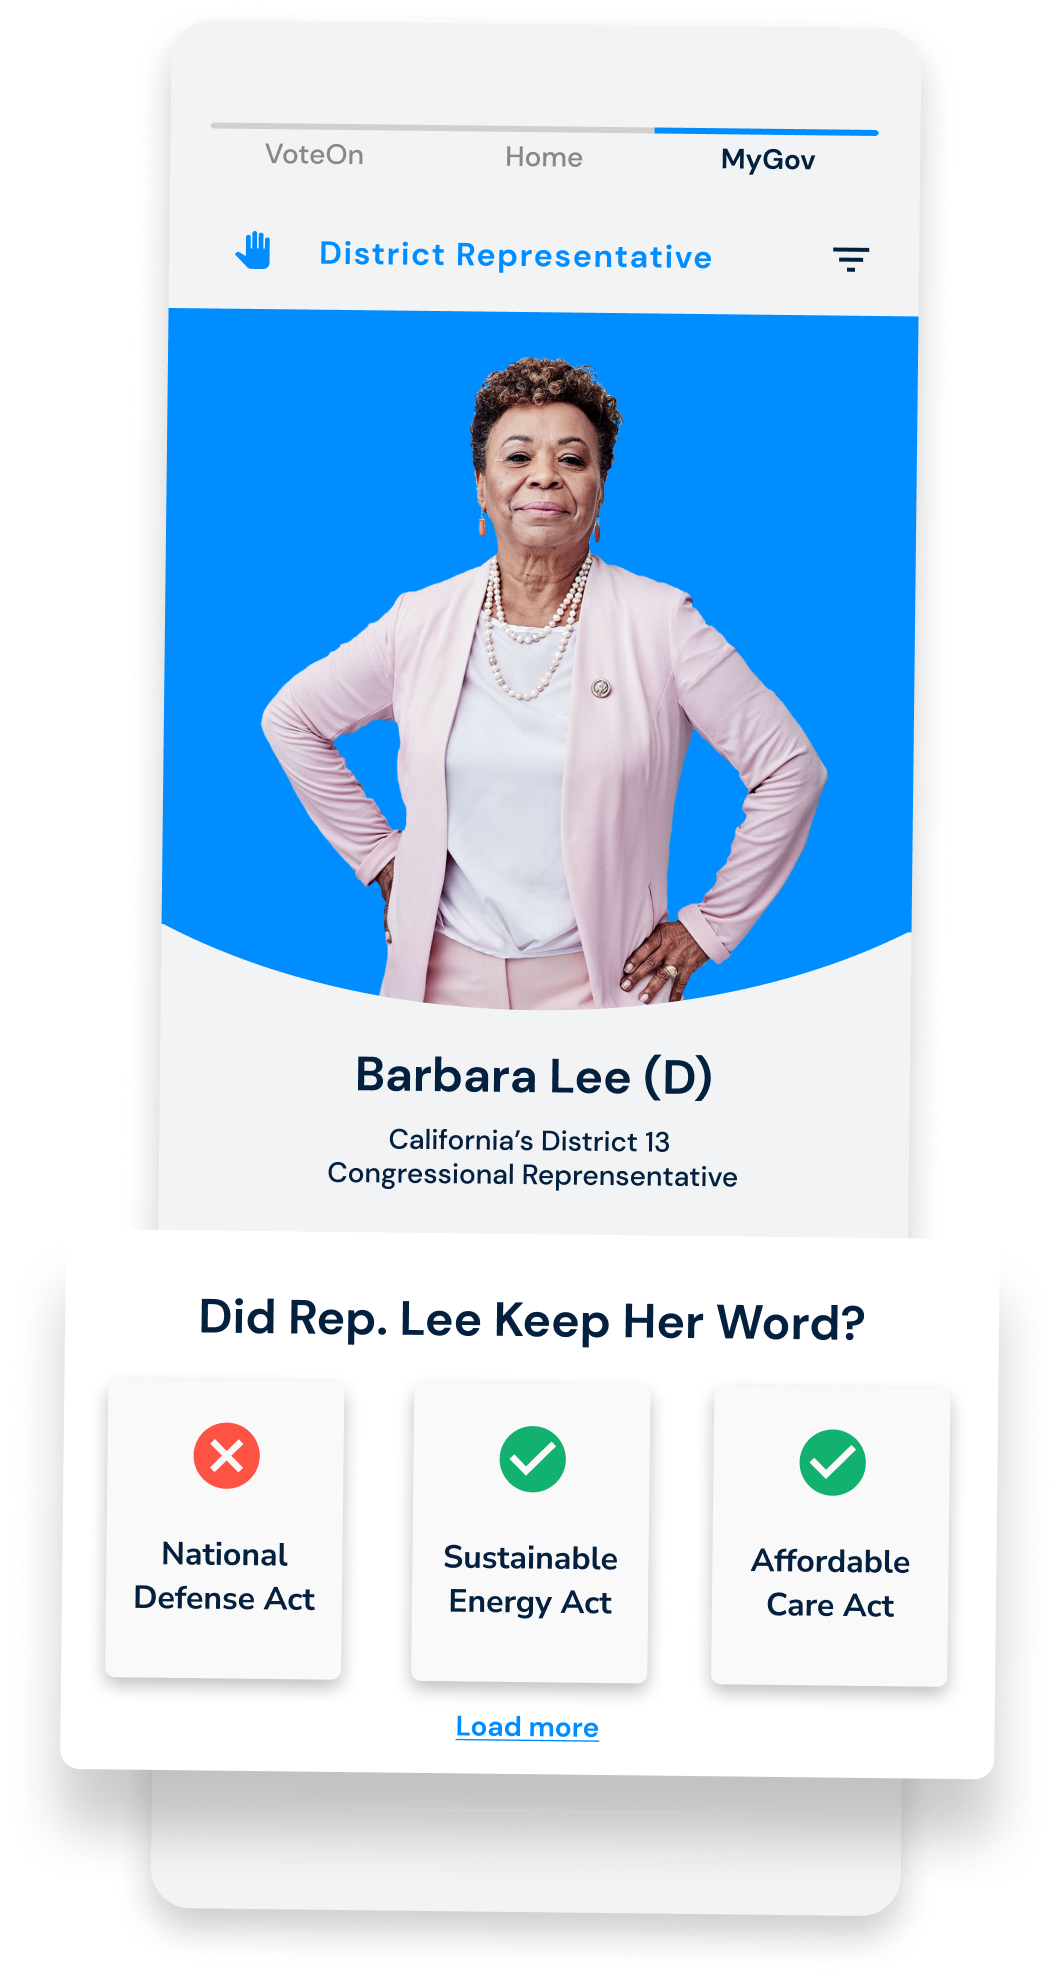 VoteOn Home MyGov
District Representative
Barbara Lee (D)
California’s District 13
Congressional Reprensentative
Did Rep. Lee Keep Her Word?
National
Defense Act
Sustainable
Energy Act
Affordable
Care Act
Load more